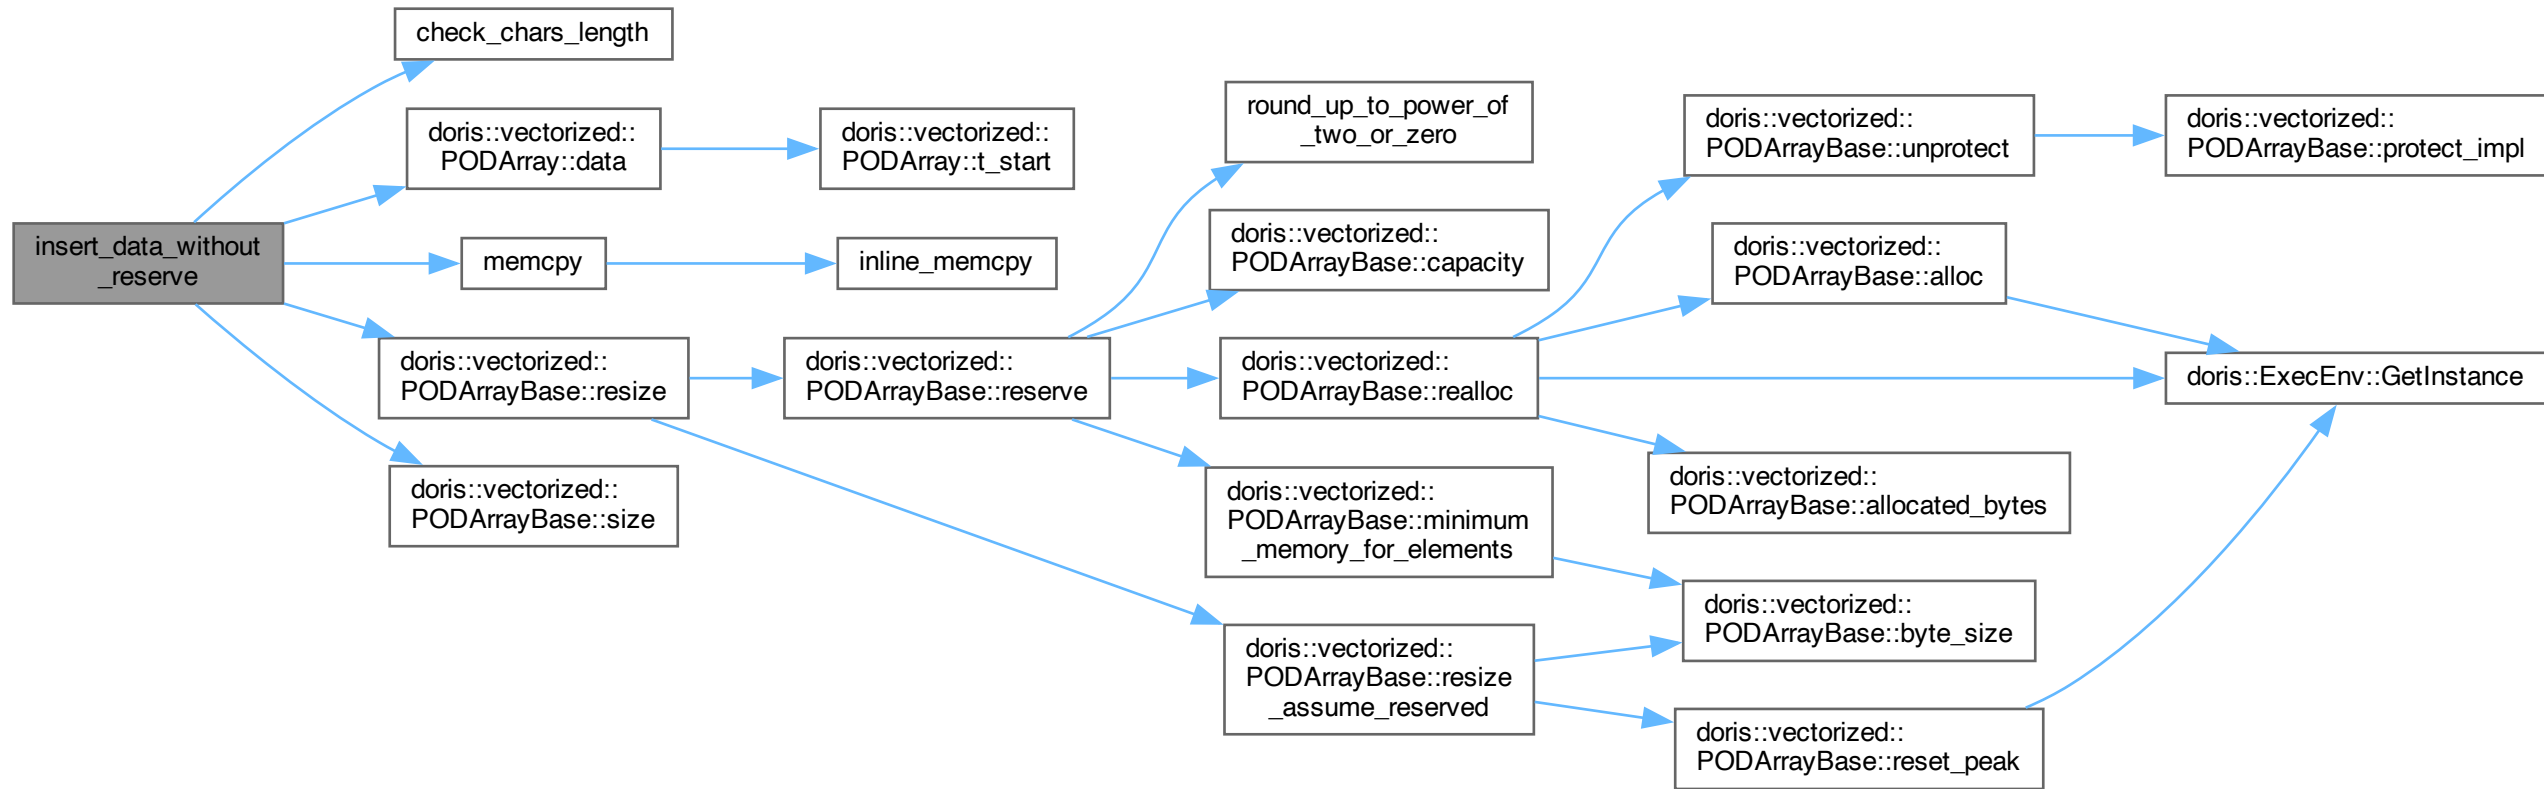 check_chars_length
doris::vectorized::
PODArray::data
doris::vectorized::
PODArray::t_start
insert_data_without
_reserve
memcpy
inline_memcpy
doris::vectorized::
PODArrayBase::resize
doris::vectorized::
PODArrayBase::size
doris::vectorized::
PODArrayBase::reserve
round_up_to_power_of
_two_or_zero
doris::vectorized::
PODArrayBase::capacity
doris::vectorized::
PODArrayBase::realloc
doris::vectorized::
PODArrayBase::minimum
_memory_for_elements
doris::vectorized::
PODArrayBase::resize
_assume_reserved
doris::vectorized::
PODArrayBase::unprotect
doris::vectorized::
PODArrayBase::protect_impl
doris::vectorized::
PODArrayBase::alloc
doris::ExecEnv::GetInstance
doris::vectorized::
PODArrayBase::allocated_bytes
doris::vectorized::
PODArrayBase::byte_size
doris::vectorized::
PODArrayBase::reset_peak